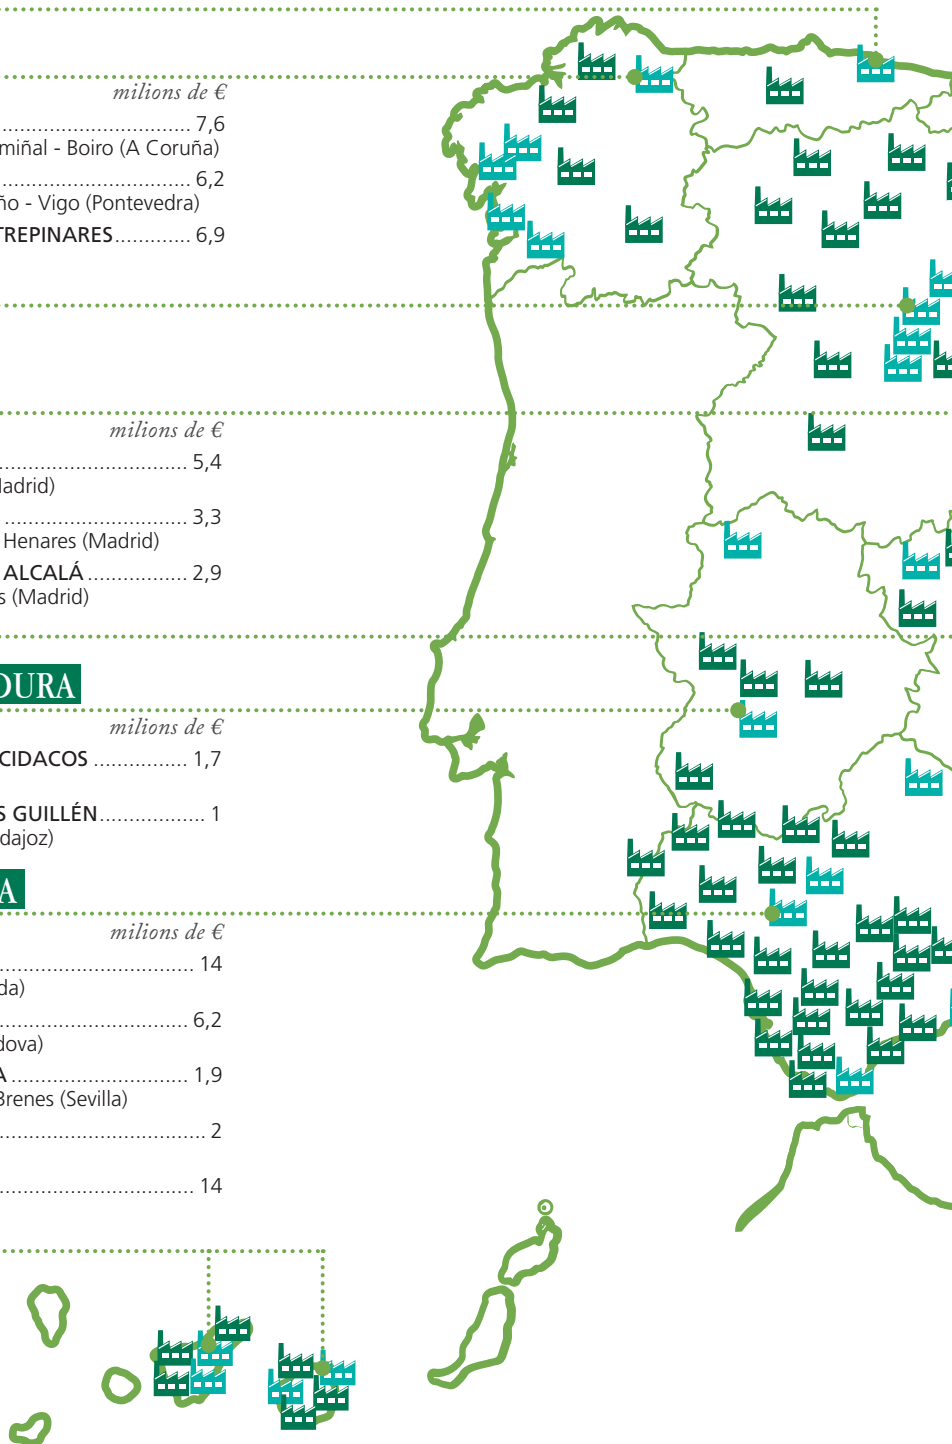 milions de €
7,6
miñal - Boiro (A Coruña)
6,2
ño - Vigo (Pontevedra)
TREPINARES 6,9
milions de €
5,4
ladrid)
3,3
Henares (Madrid)
ALCALÁ 2,9
s (Madrid)
DURA
milions de €
CIDACOS 1,7
S GUILLÉN 1
dajoz)
A
milions de €
14
da)
6,2
dova)
A 1,9
Brenes (Sevilla)
2
14